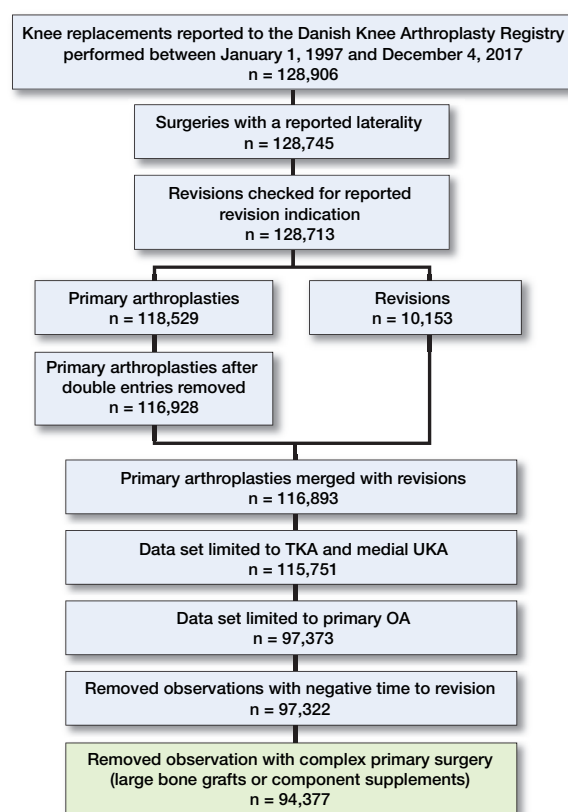 Knee replacements reported to the Danish Knee Arthroplasty Registry
performed between January 1, 1997 and December 4, 2017
n = 128,906
Surgeries with a reported laterality
n = 128,745
Revisions checked for reported
revision indication
n = 128,713
Primary arthroplasties
n = 118,529
Revisions
n = 10,153
Primary arthroplasties after
double entries removed
n = 116,928
Primary arthroplasties merged with revisions
n = 116,893
Data set limited to TKA and medial UKA
n = 115,751
Data set limited to primary OA
n = 97,373
Removed observations with negative time to revision
n = 97,322
Removed observation with complex primary surgery
(large bone grafts or component supplements)
n = 94,377